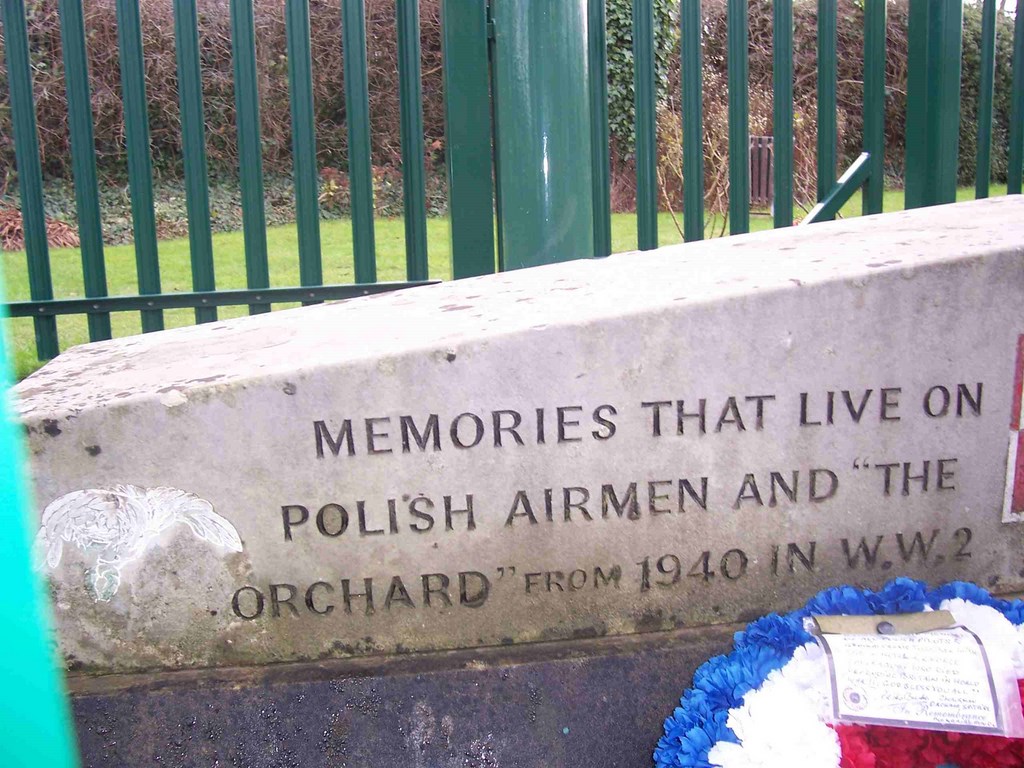 MEMORIES THAT LIVE ON
POLISH AIRMEN AND "THE
ORCHARD" FROM 1940 IN W.W.2